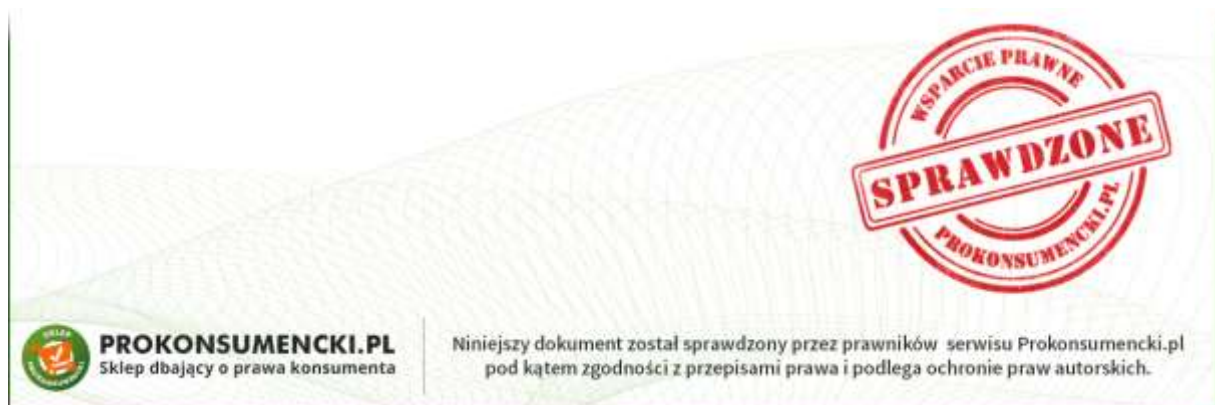 WSPARCIE PRAWNE
SPRAWDZONE
PROKONSUMENCKI.PL
SKLEP
PROKONSUMENCKI.PL
Sklep dbający o prawa konsumenta
Niniejszy dokument został sprawdzony przez prawników serwisu Prokonsumencki.pl
pod kątem zgodności z przepisami prawa i podlega ochronie praw autorskich.